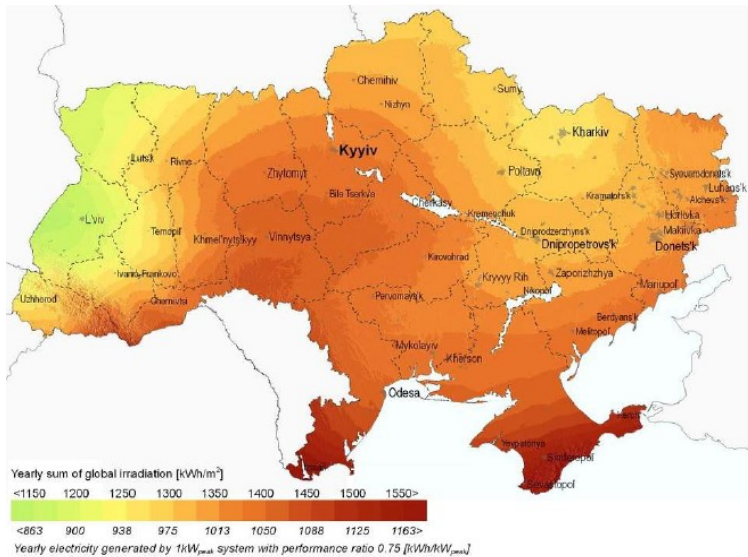 Chernihiv
Sumy
Nizhyn
Kharkiv
Kyyiv
Luts'k
Rivne
Zhytomyr
Poltava
Syeverodonets'k
Luhans'k
Bila Tserkva
Cherkasy
Kramators'k
Alchevs'k
L'viv
Kremenchuk
Horlivka
Ternopil
Khmel'nyts'kyy
Vinnytsya
Dniprodzerzhyns'k
Makiivka
Dnipropetrovs'k
Donets'k
Kirovohrad
Ivano-Frankovo
Kryvyy Rih
Zaporizhzhya
Uzhhorod
Chernivtsi
Nikopol'
Mariupol'
Pervomays'k
Berdyans'k
Melitopol'
Mykolayiv
Kherson
Odesa
Kerch
Yevpatoriya
Simferopol'
Izmail
Sevastopol'
Yearly sum of global irradiation [kWh/m²]
<1150 1200 1250 1300 1350 1400 1450 1500 1550>
<863 900 938 975 1013 1050 1088 1125 1163>
Yearly electricity generated by 1kWpeak system with performance ratio 0.75 [kWh/kWpeak]